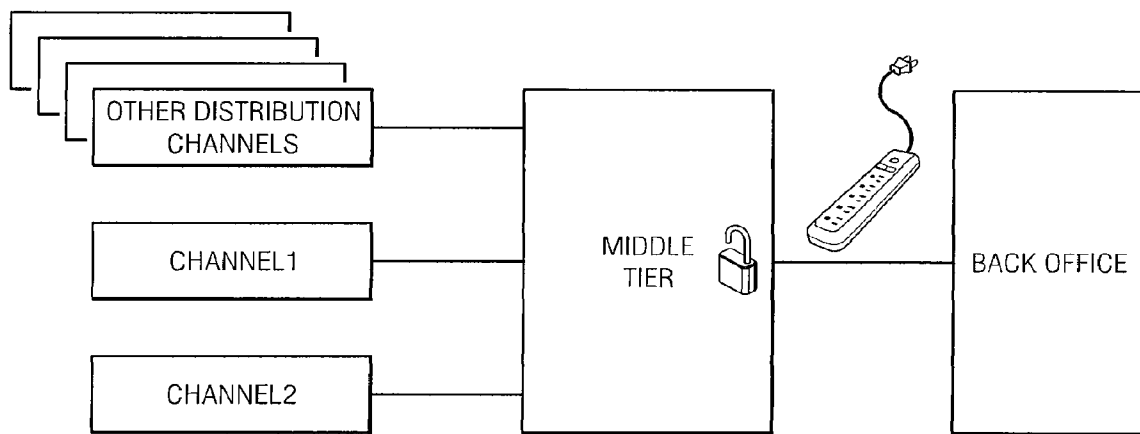 OTHER DISTRIBUTION
CHANNELS
CHANNEL1
CHANNEL2
MIDDLE
TIER
BACK OFFICE